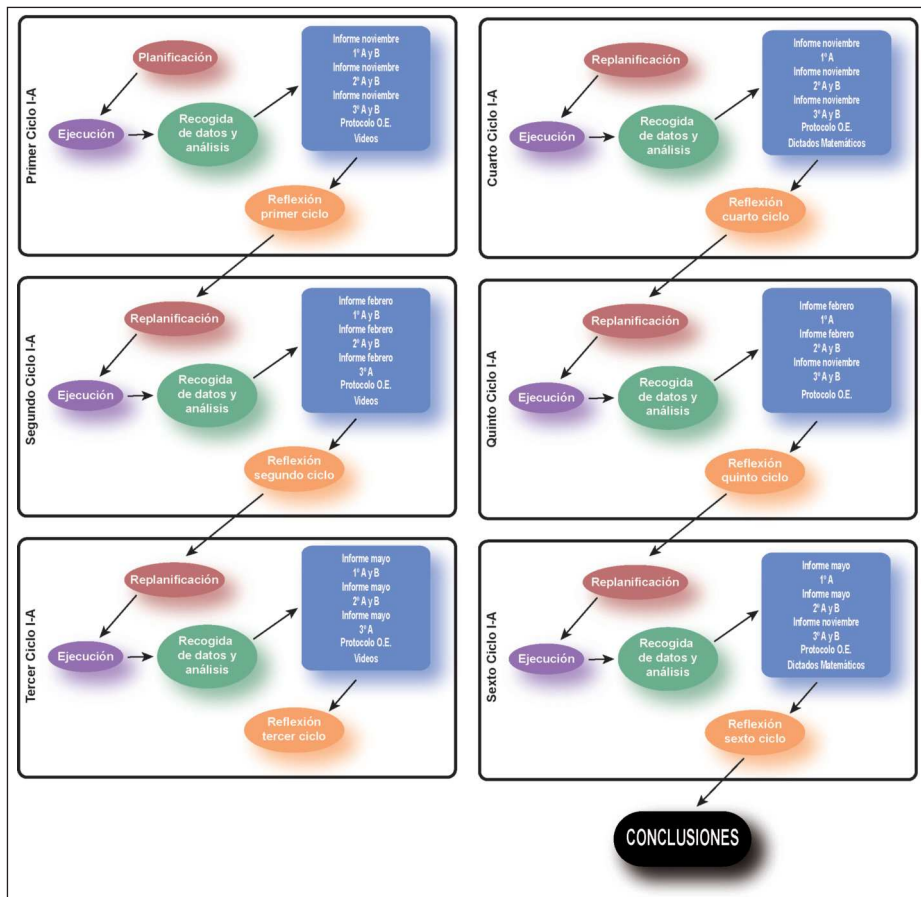 Primer Ciclo I-A
Planificación
Ejecución
Recogida
de datos y
análisis
Informe noviembre
1º A y B
Informe noviembre
2º A y B
Informe noviembre
3º A y B
Protocolo O.E.
Videos
Reflexión
primer ciclo
Segundo Ciclo I-A
Replanificación
Ejecución
Recogida
de datos y
análisis
Informe febrero
1º A y B
Informe febrero
2º A y B
Informe febrero
3º A
Protocolo O.E.
Videos
Reflexión
segundo ciclo
Tercer Ciclo I-A
Replanificación
Ejecución
Recogida
de datos y
análisis
Informe mayo
1º A y B
Informe mayo
2º A y B
Informe mayo
3º A
Protocolo O.E.
Videos
Reflexión
tercer ciclo
Cuarto Ciclo I-A
Replanificación
Ejecución
Recogida
de datos y
análisis
Informe noviembre
1º A
Informe noviembre
2º A y B
Informe noviembre
3º A y B
Protocolo O.E.
Dictados Matemáticos
Reflexión
cuarto ciclo
Quinto Ciclo I-A
Replanificación
Ejecución
Recogida
de datos y
análisis
Informe febrero
1º A
Informe febrero
2º A y B
Informe noviembre
3º A y B
Protocolo O.E.
Reflexión
quinto ciclo
Sexto Ciclo I-A
Replanificación
Ejecución
Recogida
de datos y
análisis
Informe mayo
1º A
Informe mayo
2º A y B
Informe noviembre
3º A y B
Protocolo O.E.
Dictados Matemáticos
Reflexión
sexto ciclo
CONCLUSIONES